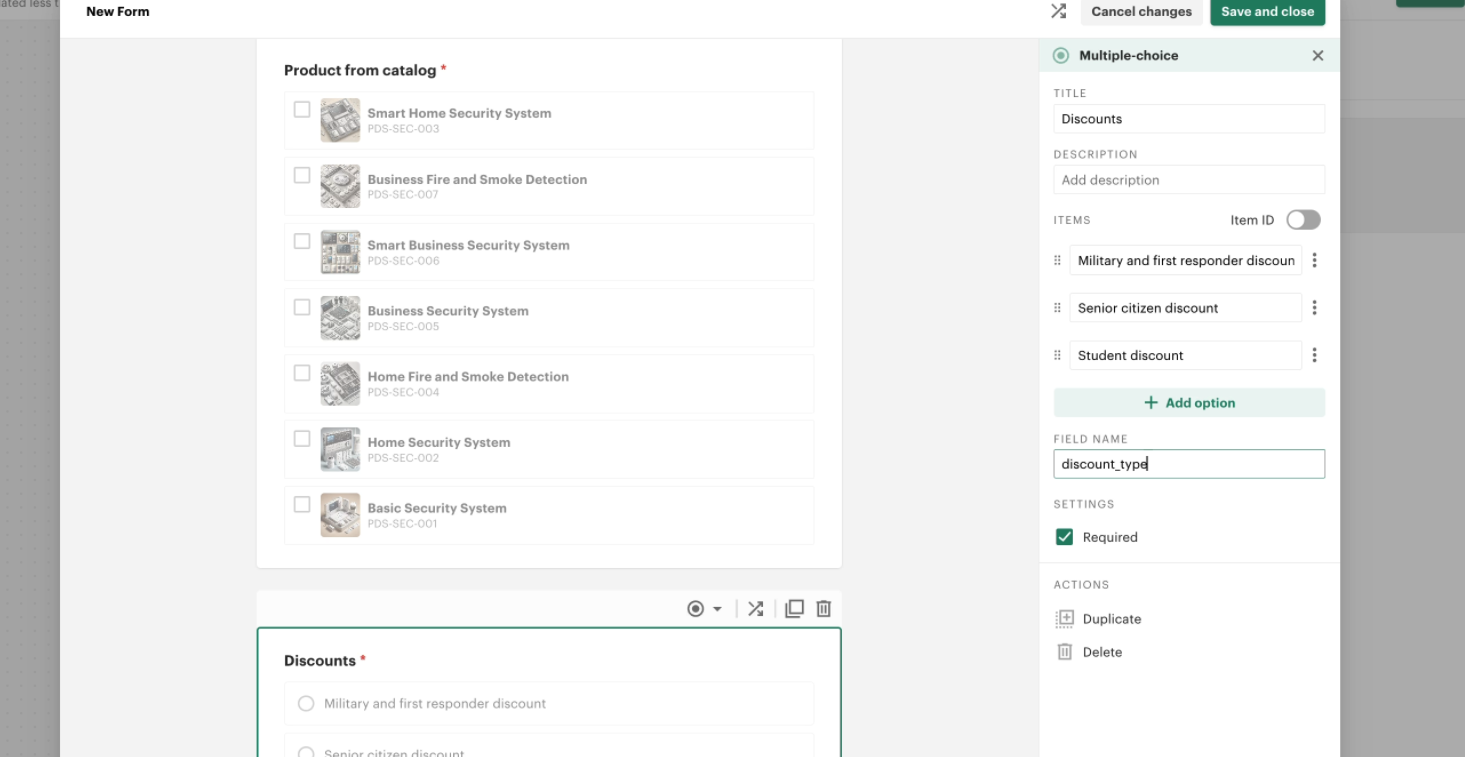 ated less t
New Form
Cancel changes
Save and close
Product from catalog *
Smart Home Security System
PDS-SEC-003
Business Fire and Smoke Detection
PDS-SEC-007
Smart Business Security System
PDS-SEC-006
Business Security System
PDS-SEC-005
Home Fire and Smoke Detection
PDS-SEC-004
Home Security System
PDS-SEC-002
Basic Security System
PDS-SEC-001
Discounts *
Military and first responder discount
Senior citizen discount
Multiple-choice
TITLE
Discounts
DESCRIPTION
Add description
ITEMS
Item ID
Military and first responder discoun
Senior citizen discount
Student discount
+ Add option
FIELD NAME
discount_type
SETTINGS
Required
ACTIONS
Duplicate
Delete